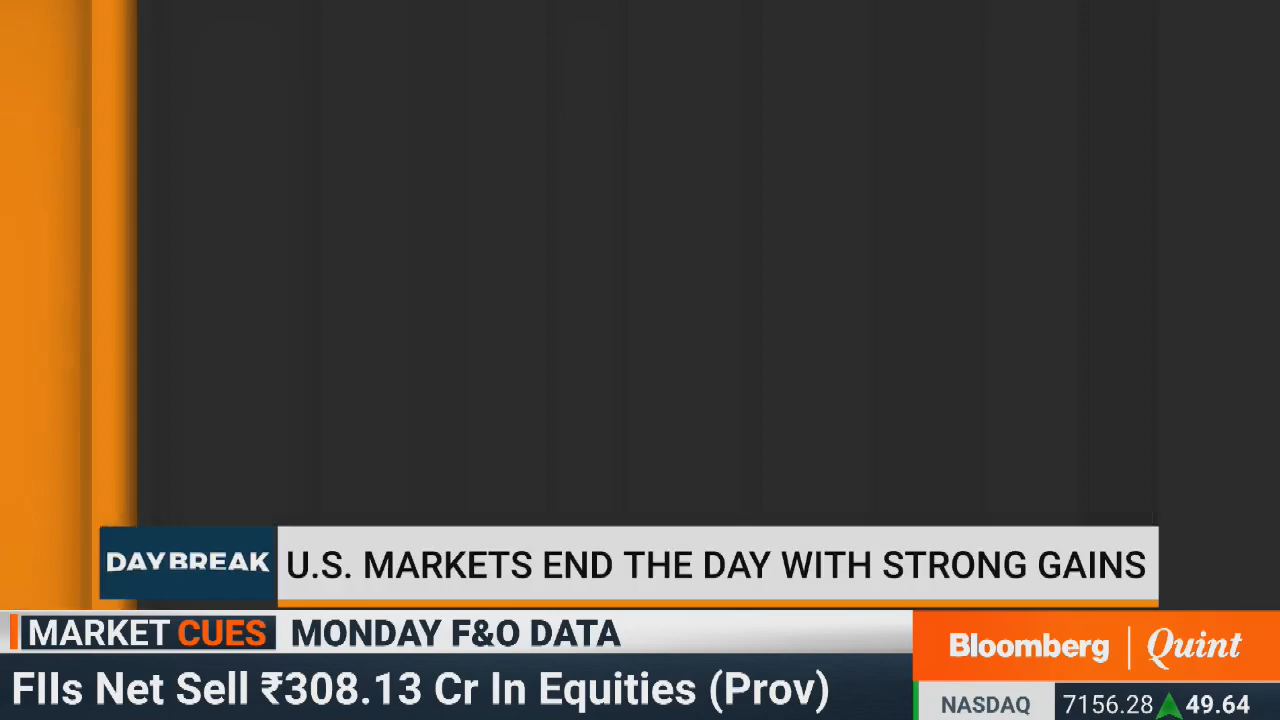 DAYBREAK U.S. MARKETS END THE DAY WITH STRONG GAINS
MARKET CUES MONDAY F&O DATA
FIIs Net Sell ₹308.13 Cr In Equities (Prov)
Bloomberg | Quint
NASDAQ 7156.28 ▲ 49.64